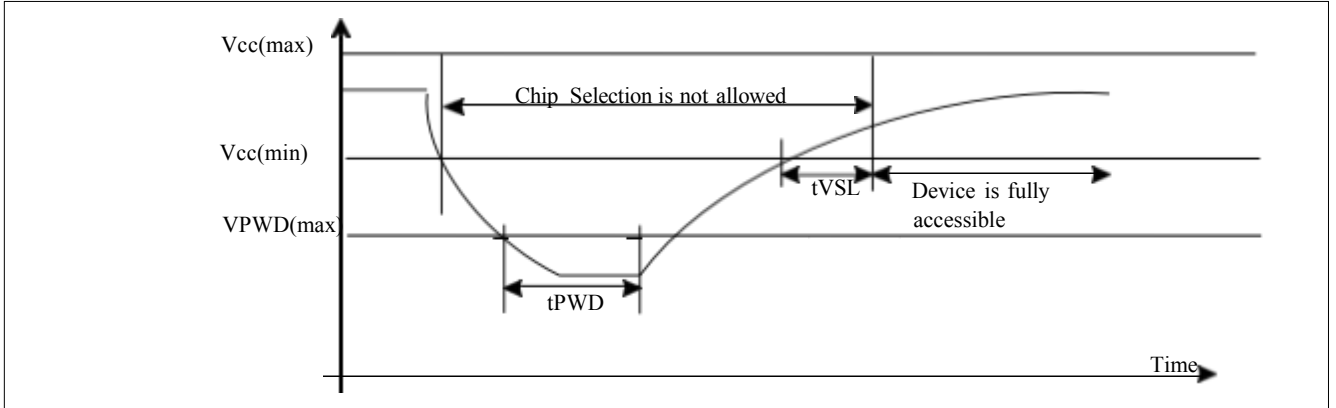 Vcc(max)
Chip Selection is not allowed
Vcc(min)
tVSL
Device is fully
accessible
VPWD(max)
tPWD
Time